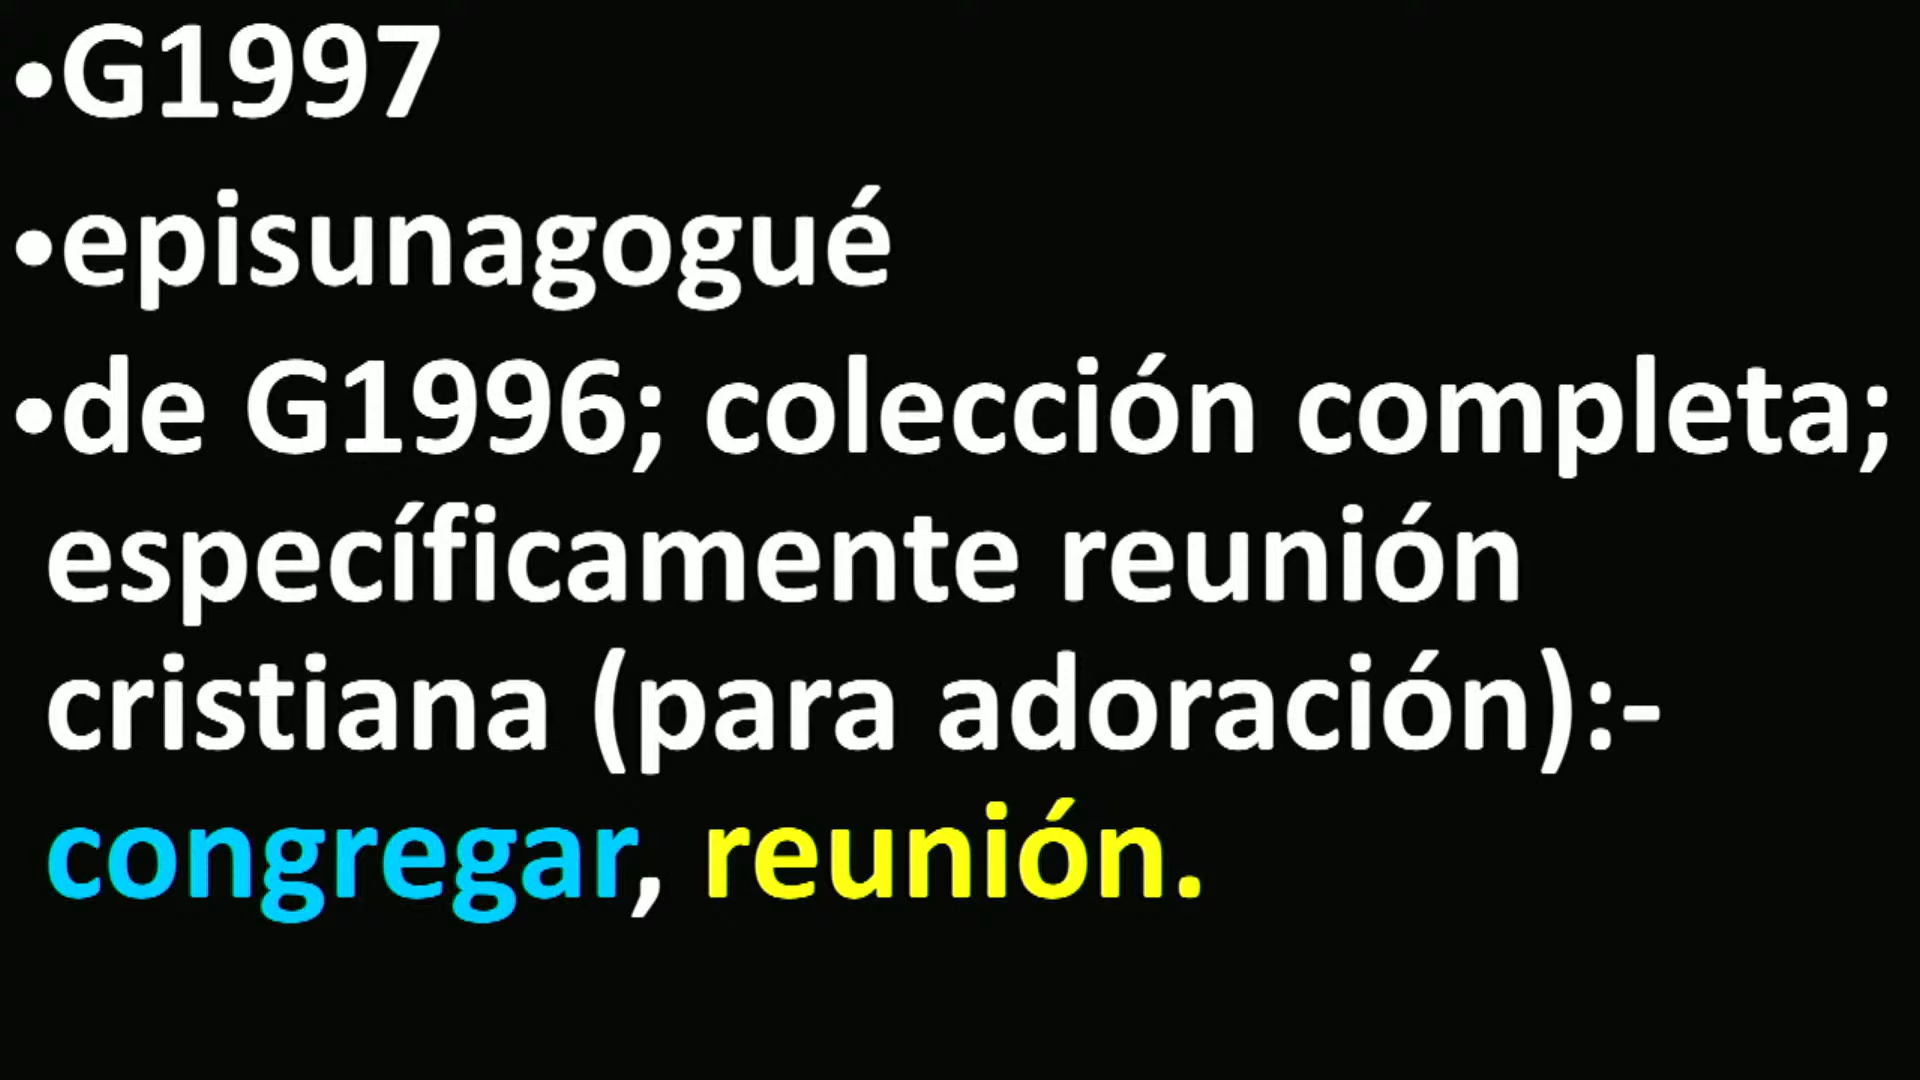 •G1997
•episunagogué
•de G1996; colección completa;
específicamente reunión
cristiana (para adoración):-
congregar, reunión.